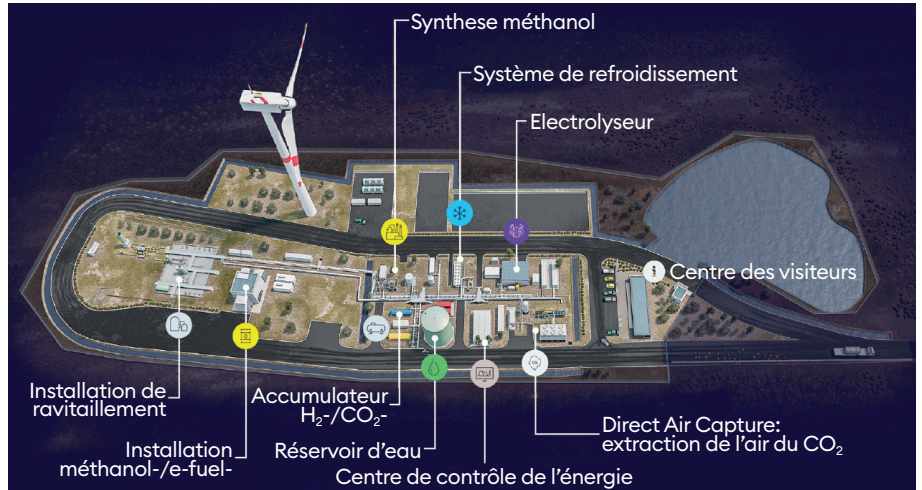 Synthese méthanol
Système de refroidissement
Electrolyseur
Centre des visiteurs
Installation de
ravitaillement
Accumulateur
H₂-/CO₂-
Installation
méthanol-/e-fuel-
Réservoir d'eau
Centre de contrôle de l'énergie
Direct Air Capture:
extraction de l'air du CO₂